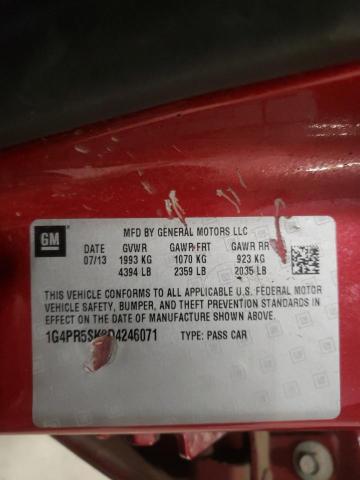 MFD BY GENERAL MOTORS LLC
GM
DATE GVWR GAWR FRT GAWR RR
07/13 1993 KG 1070 KG 923 KG
4394 LB 2359 LB 2035 LB
THIS VEHICLE CONFORMS TO ALL APPLICABLE U.S. FEDERAL MOTOR
VEHICLE SAFETY, BUMPER, AND THEFT PREVENTION STANDARDS IN
EFFECT ON THE DATE OF MANUFACTURE SHOWN ABOVE.
TYPE: PASS CAR